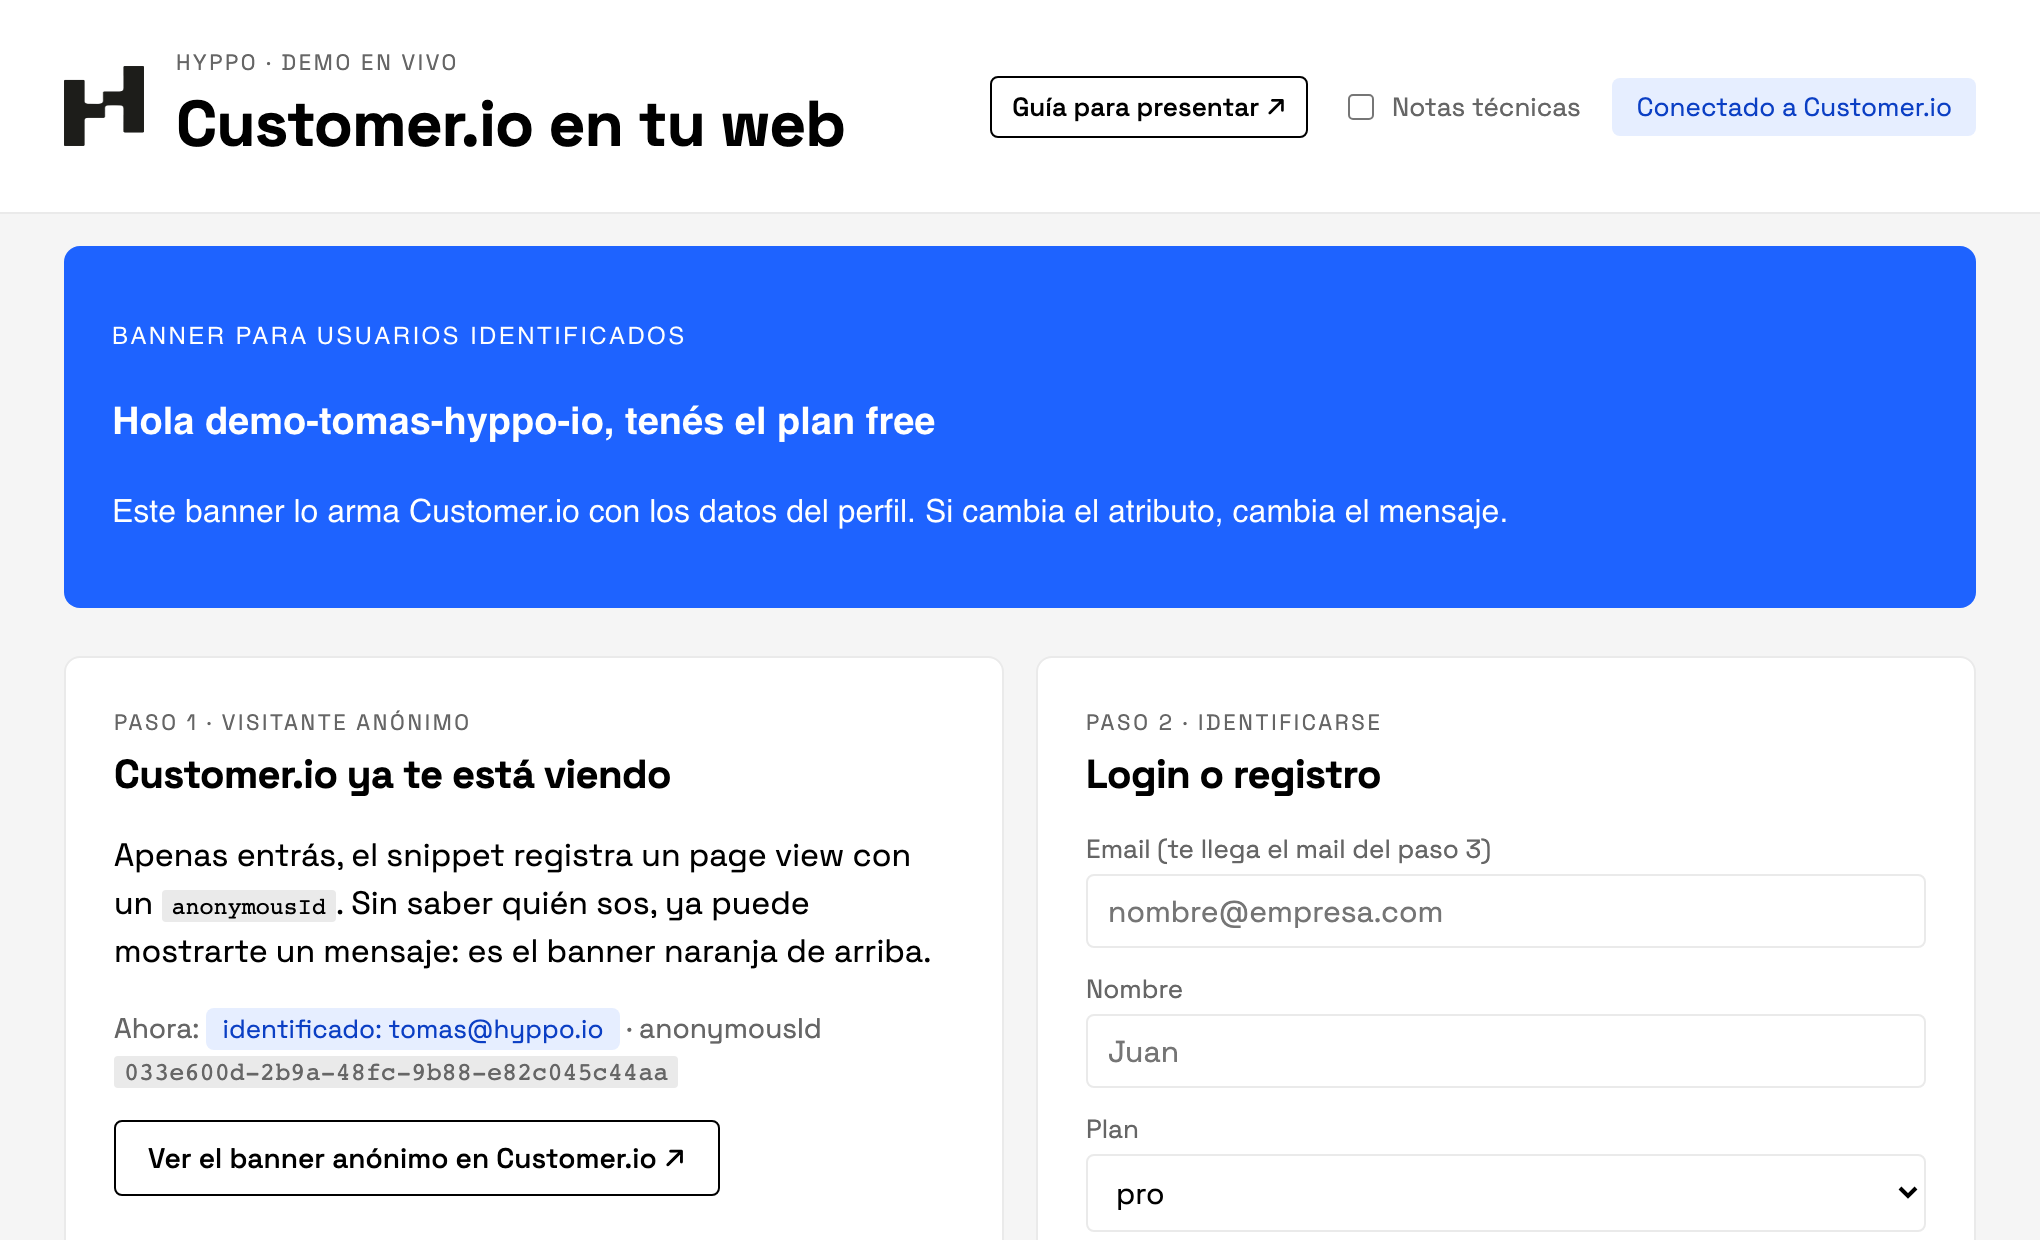 HYPPO · DEMO EN VIVO
Customer.io en tu web
Guía para presentar ↗
Notas técnicas
Conectado a Customer.io
BANNER PARA USUARIOS IDENTIFICADOS
Hola demo-tomas-hyppo-io, tenés el plan free
Este banner lo arma Customer.io con los datos del perfil. Si cambia el atributo, cambia el mensaje.
PASO 1 · VISITANTE ANÓNIMO
Customer.io ya te está viendo
Apenas entrás, el snippet registra un page view con
un anonymousId. Sin saber quién sos, ya puede
mostrarte un mensaje: es el banner naranja de arriba.
Ahora: identificado: tomas@hyppo.io · anonymousId
033e600d-2b9a-48fc-9b88-e82c045c44aa
Ver el banner anónimo en Customer.io ↗
PASO 2 · IDENTIFICARSE
Login o registro
Email (te llega el mail del paso 3)
nombre@empresa.com
Nombre
Juan
Plan
pro